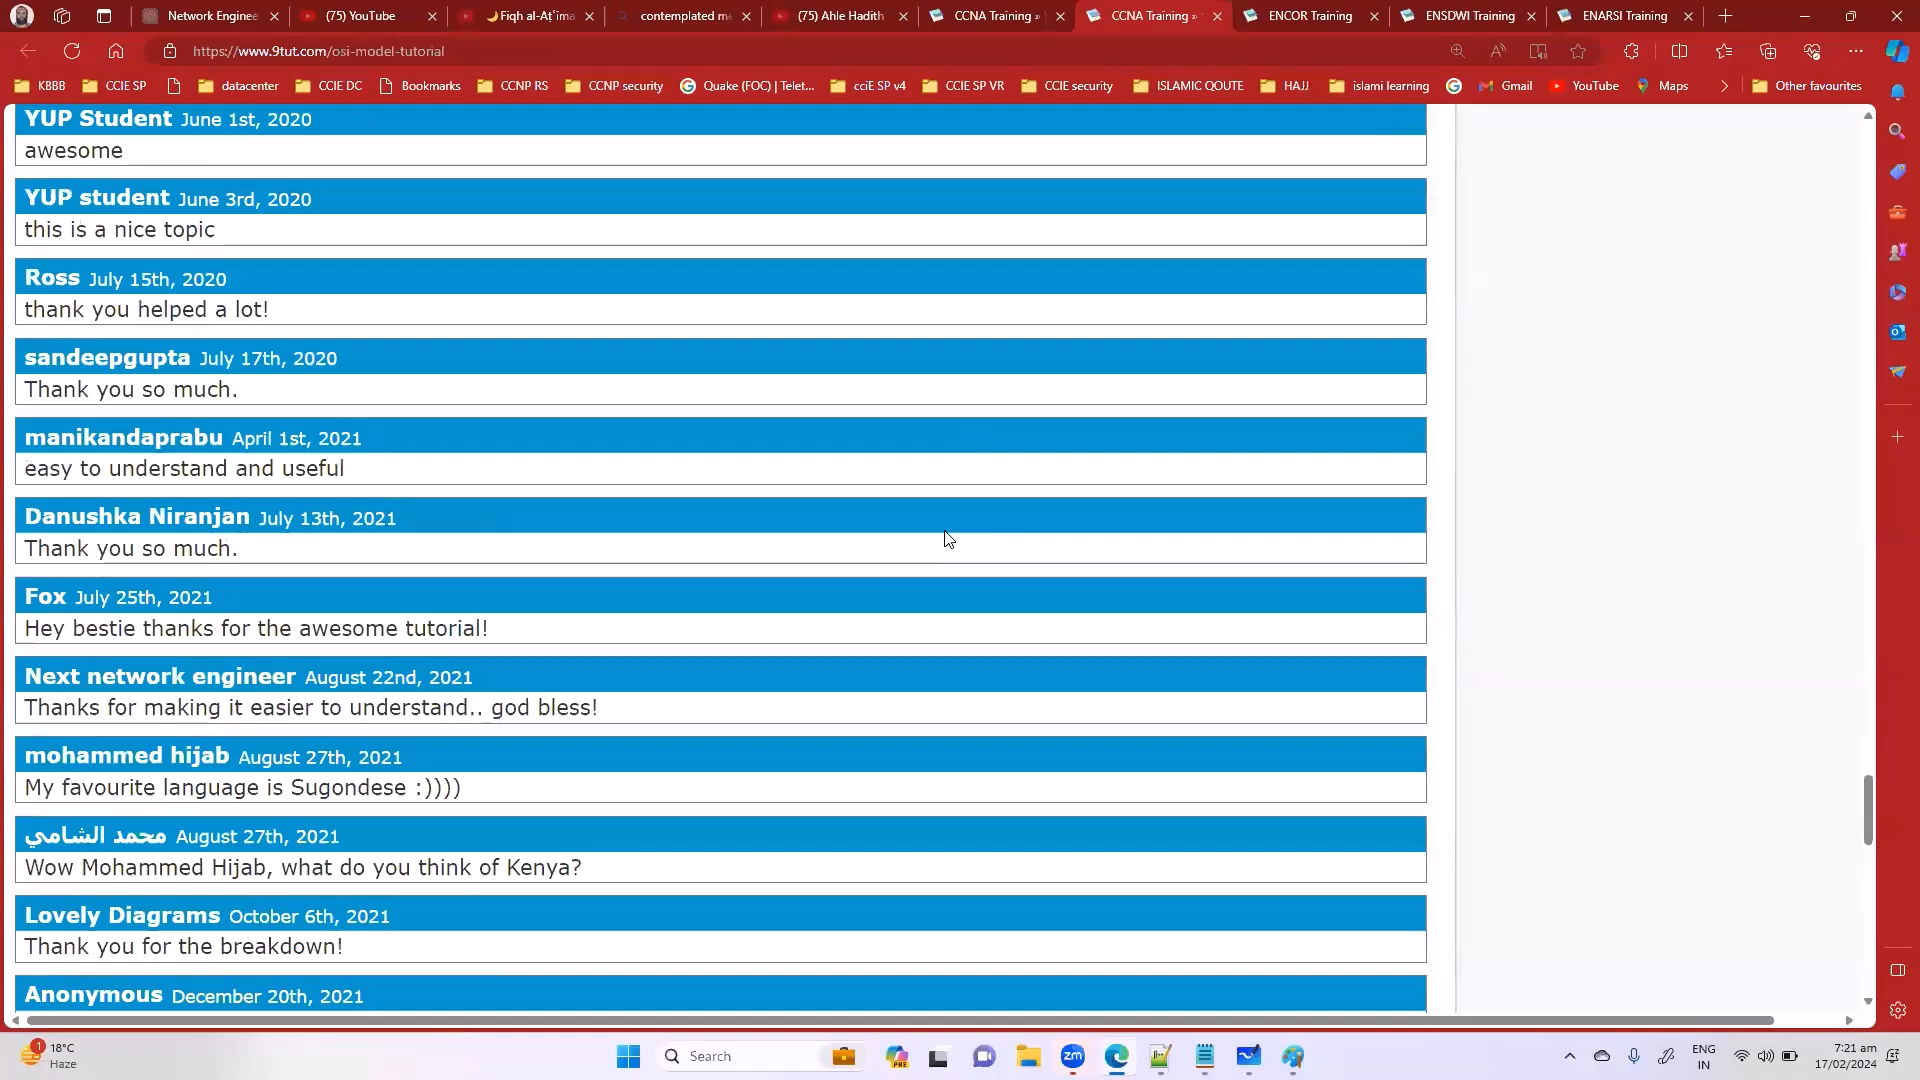 Network Enginee
(75) YouTube
🌙Fiqh al-Aṭʿima
contemplated me
(75) Ahle Hadith
CCNA Training »
CCNA Training »
ENCOR Training
ENSDWI Training
ENARSI Training
https://www.9tut.com/osi-model-tutorial
KBBB
CCIE SP
datacenter
CCIE DC
Bookmarks
CCNP RS
CCNP security
Quake (FOC) | Telet...
cciE SP v4
CCIE SP VR
CCIE security
ISLAMIC QOUTE
HAJJ
islami learning
Gmail
YouTube
Maps
Other favourites
YUP Student June 1st, 2020
awesome
YUP student June 3rd, 2020
this is a nice topic
Ross July 15th, 2020
thank you helped a lot!
sandeepgupta July 17th, 2020
Thank you so much.
manikandaprabu April 1st, 2021
easy to understand and useful
Danushka Niranjan July 13th, 2021
Thank you so much.
Fox July 25th, 2021
Hey bestie thanks for the awesome tutorial!
Next network engineer August 22nd, 2021
Thanks for making it easier to understand.. god bless!
mohammed hijab August 27th, 2021
My favourite language is Sugondese :))))
محمد الشامي August 27th, 2021
Wow Mohammed Hijab, what do you think of Kenya?
Lovely Diagrams October 6th, 2021
Thank you for the breakdown!
Anonymous December 20th, 2021
1
18°C
Haze
Search
PRE
zm
ENG
IN
7:21 am
17/02/2024